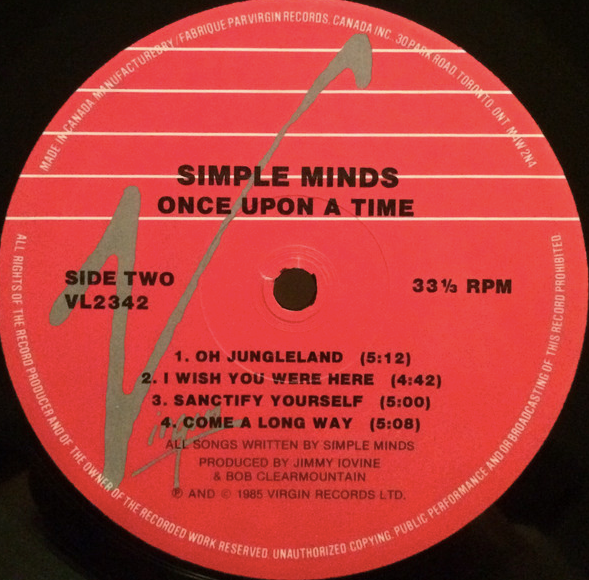 MADE IN CANADA MANUFACTURED BY/FABRIQUE PAR VIRGIN RECORDS, CANADA INC. 30 PARK ROAD, TORONTO, ONT M4W 2N4
SIMPLE MINDS
ONCE UPON A TIME
SIDE TWO
VL2342
33⅓ RPM
1. OH JUNGLELAND (5:12)
2. I WISH YOU WERE HERE (4:42)
3. SANCTIFY YOURSELF (5:00)
4. COME A LONG WAY (5:08)
Virgin
ALL SONGS WRITTEN BY SIMPLE MINDS
PRODUCED BY JIMMY IOVINE
& BOB CLEARMOUNTAIN
℗ AND © 1985 VIRGIN RECORDS LTD.
ALL RIGHTS OF THE RECORD PRODUCER AND OF THE OWNER OF THE RECORDED WORK RESERVED. UNAUTHORIZED COPYING, PUBLIC PERFORMANCE AND OR BROADCASTING OF THIS RECORD PROHIBITED.